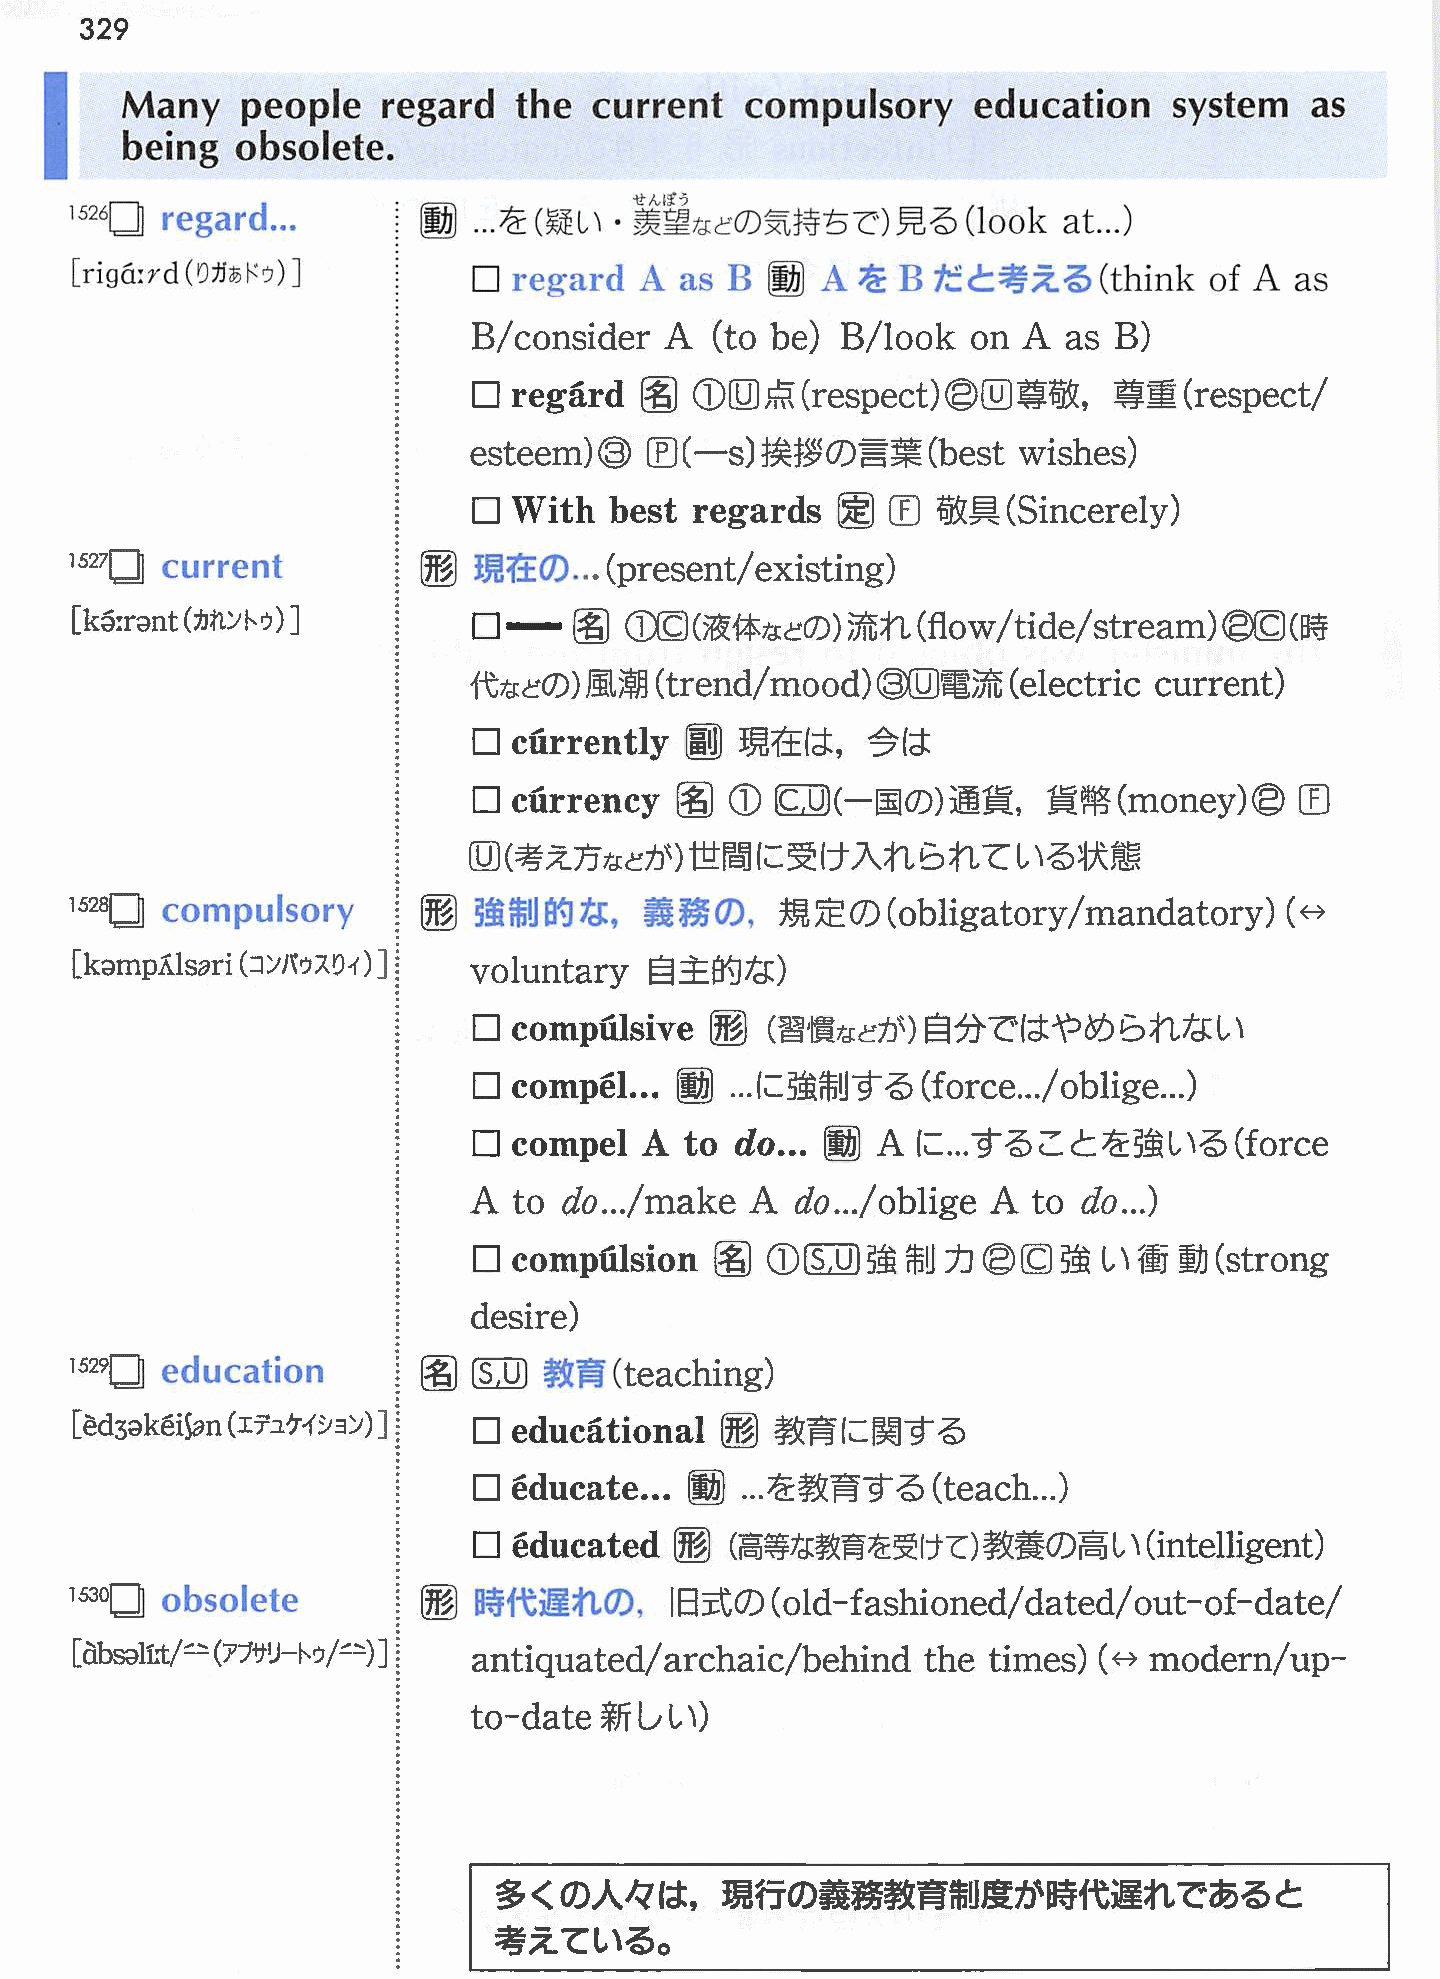 329
Many people regard the current compulsory education system as
being obsolete.
1526 regard... 動 ...を(疑い・羨望などの気持ちで)見る(look at...)
せんぼう
[rigáːrd(リガぁドゥ)] □ regard A as B 動 A を B だと考える(think of A as
B/consider A (to be) B/look on A as B)
□ regárd 名 ①U点(respect)②U尊敬，尊重(respect/
esteem)③ P(—s)挨拶の言葉(best wishes)
□ With best regards 定 F 敬具(Sincerely)
1527 current 形 現在の...(present/existing)
[kə́ːrənt(カれントゥ)] □━ 名 ①C(液体などの)流れ(flow/tide/stream)②C(時
代などの)風潮(trend/mood)③U電流(electric current)
□ cúrrently 副 現在は，今は
□ cúrrency 名 ① C,U(一国の)通貨，貨幣(money)② F
U(考え方などが)世間に受け入れられている状態
1528 compulsory 形 強制的な，義務の，規定の(obligatory/mandatory)(↔
[kəmpʌ́lsəri(コンパゥスリィ)] voluntary 自主的な)
□ compúlsive 形 (習慣などが)自分ではやめられない
□ compél... 動 ...に強制する(force.../oblige...)
□ compel A to do... 動 A に...することを強いる(force
A to do.../make A do.../oblige A to do...)
□ compúlsion 名 ①S,U強制力②C強い衝動(strong
desire)
1529 education 名 S,U 教育(teaching)
[èdʒəkéiʃən(エデュケイション)] □ educátional 形 教育に関する
□ éducate... 動 ...を教育する(teach...)
□ éducated 形 (高等な教育を受けて)教養の高い(intelligent)
1530 obsolete 形 時代遅れの，旧式の(old-fashioned/dated/out-of-date/
[àbsəlíːt/(アブサリートゥ/)] antiquated/archaic/behind the times)(↔ modern/up-
to-date 新しい)
多くの人々は，現行の義務教育制度が時代遅れであると
考えている。